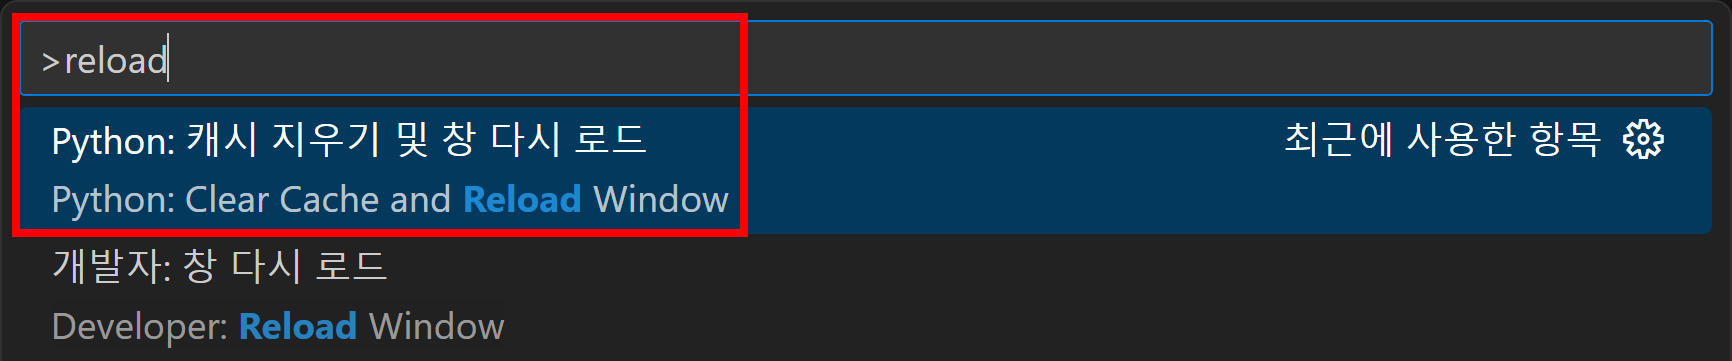 >reload
Python: 캐시 지우기 및 창 다시 로드 최근에 사용한 항목
Python: Clear Cache and Reload Window
개발자: 창 다시 로드
Developer: Reload Window